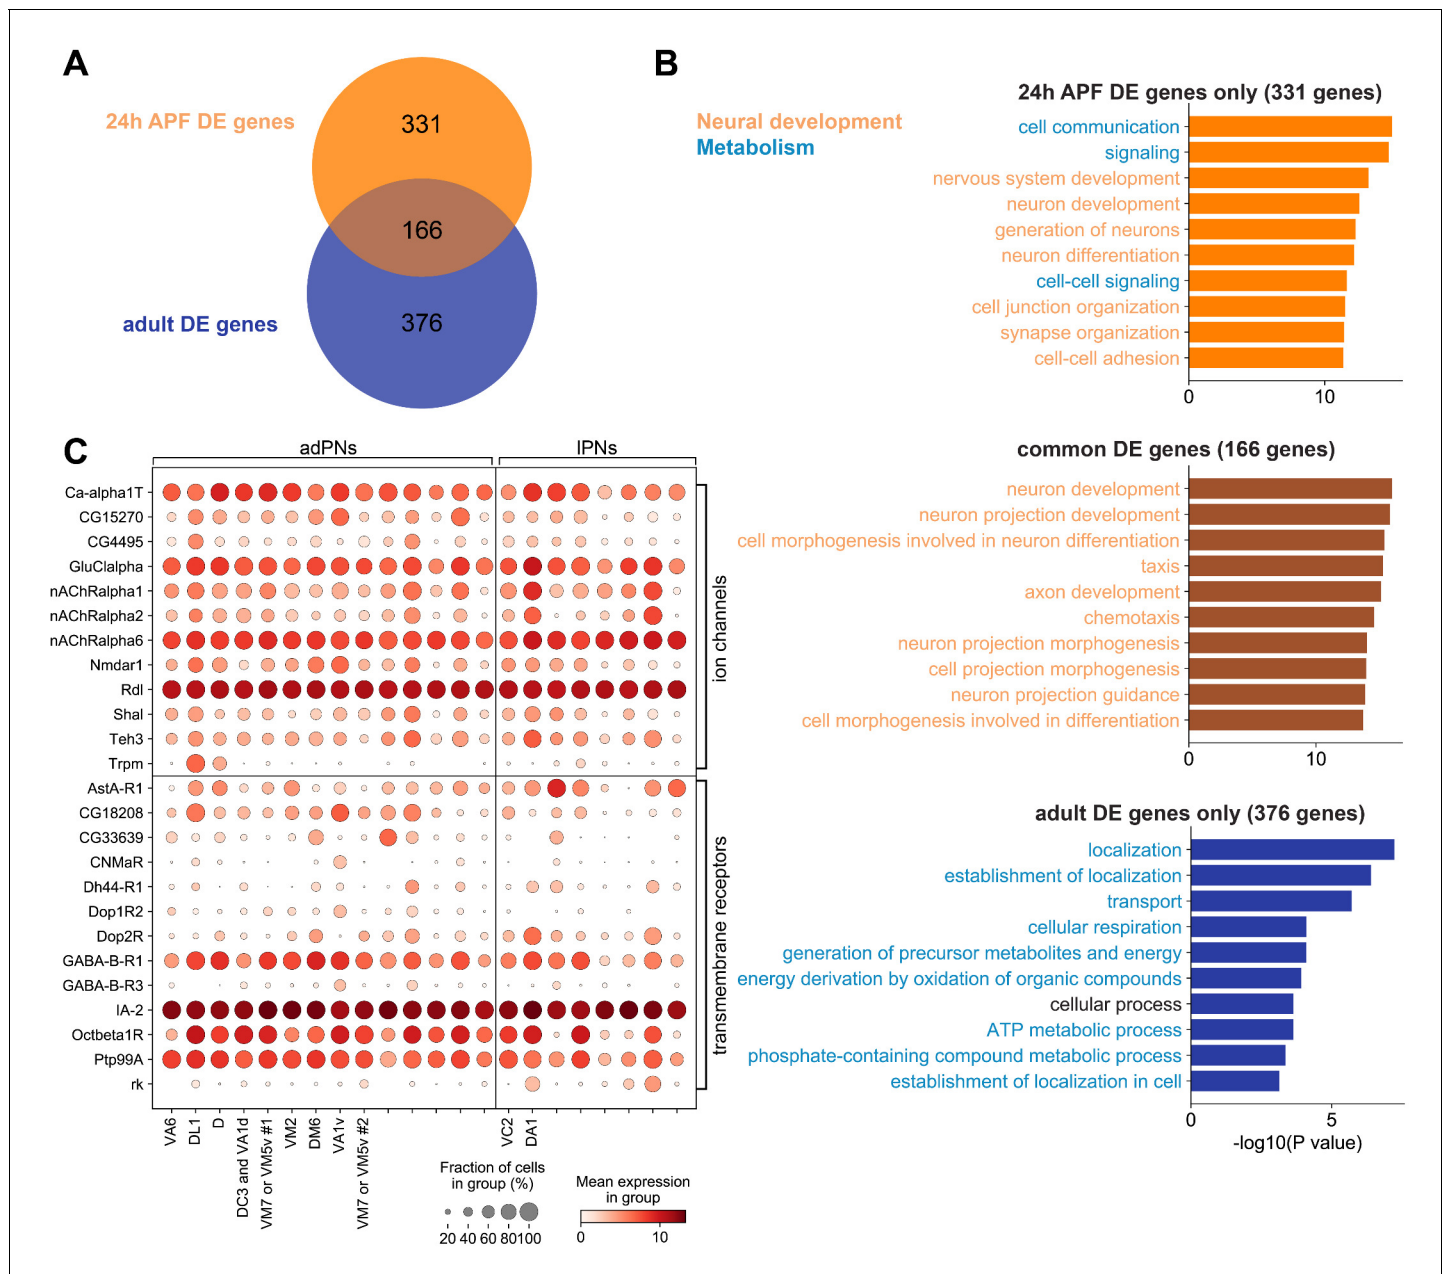 A
24h APF DE genes
331
166
adult DE genes
376
B
Neural development
Metabolism
24h APF DE genes only (331 genes)
cell communication
signaling
nervous system development
neuron development
generation of neurons
neuron differentiation
cell-cell signaling
cell junction organization
synapse organization
cell-cell adhesion
0 10
common DE genes (166 genes)
neuron development
neuron projection development
cell morphogenesis involved in neuron differentiation
taxis
axon development
chemotaxis
neuron projection morphogenesis
cell projection morphogenesis
neuron projection guidance
cell morphogenesis involved in differentiation
0 10
adult DE genes only (376 genes)
localization
establishment of localization
transport
cellular respiration
generation of precursor metabolites and energy
energy derivation by oxidation of organic compounds
cellular process
ATP metabolic process
phosphate-containing compound metabolic process
establishment of localization in cell
0 5
-log10(P value)
C
adPNs lPNs
Ca-alpha1T
CG15270
CG4495
GluClalpha
nAChRalpha1
nAChRalpha2
nAChRalpha6
Nmdar1
Rdl
Shal
Teh3
Trpm
AstA-R1
CG18208
CG33639
CNMaR
Dh44-R1
Dop1R2
Dop2R
GABA-B-R1
GABA-B-R3
IA-2
Octbeta1R
Ptp99A
rk
ion channels
transmembrane receptors
VA6
DL1
D
DC3 and VA1d
VM7 or VM5v #1
VM2
DM6
VA1v
VM7 or VM5v #2
VC2
DA1
Fraction of cells
in group (%)
20 40 60 80100
Mean expression
in group
0 10